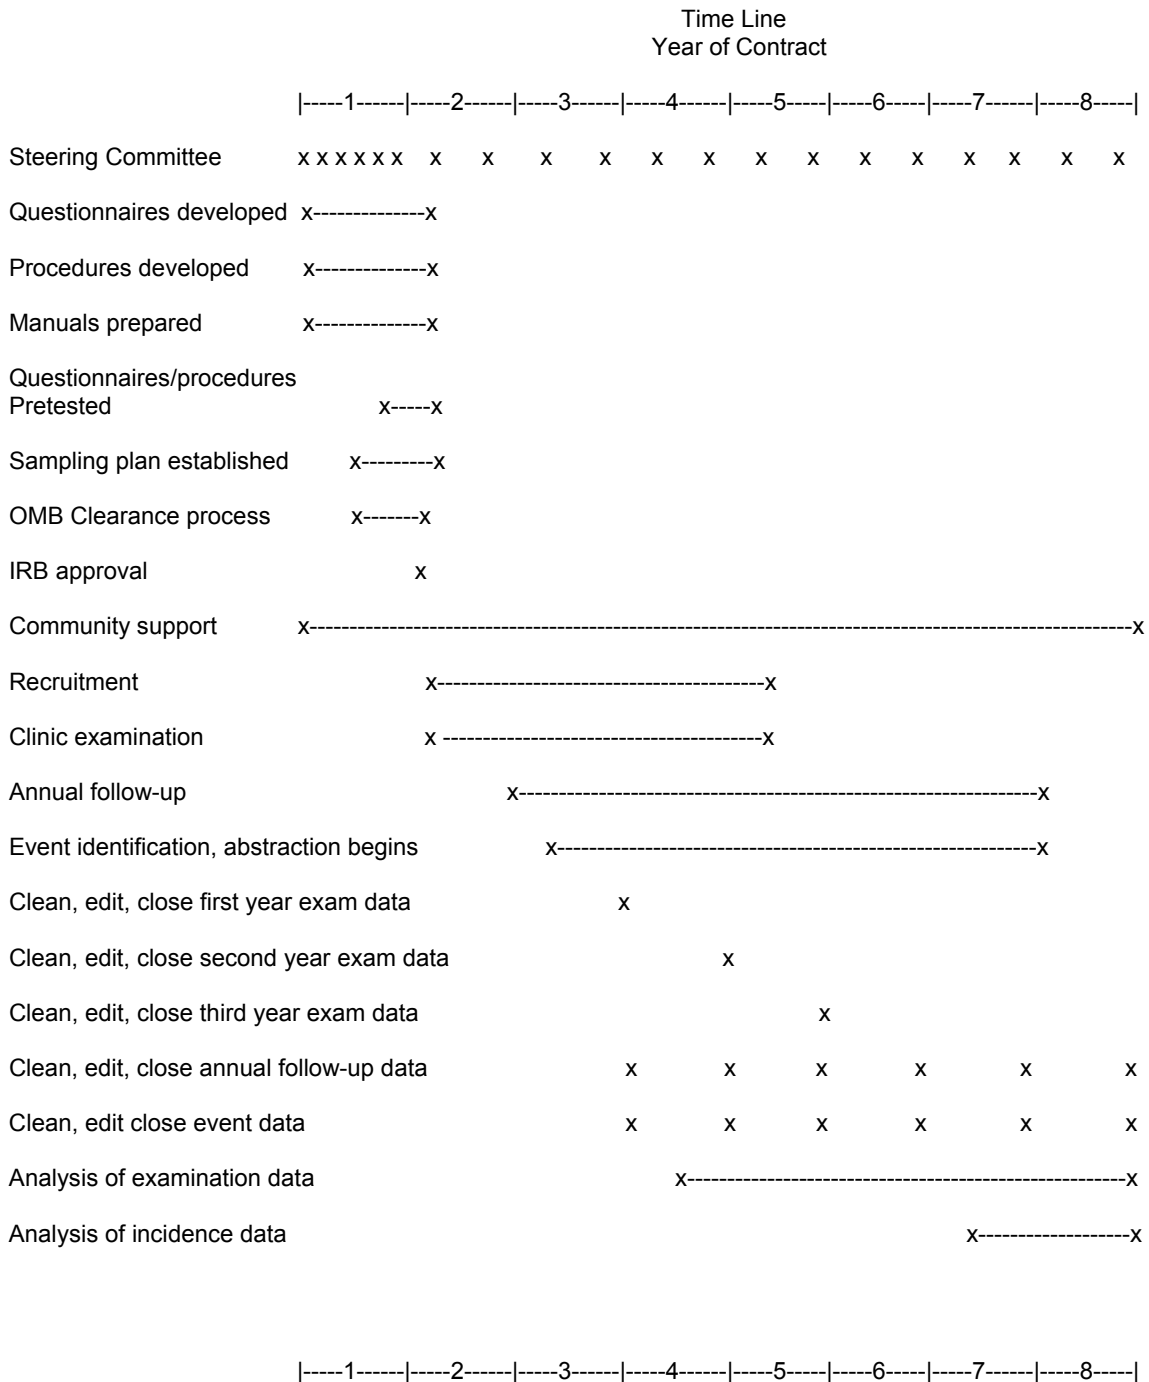 Time Line
Year of Contract
|-----1------|-----2------|-----3------|-----4------|-----5-----|-----6-----|-----7------|-----8-----|
Steering Committee x x x x x x x x x x x x x x x x x x x x
Questionnaires developed x--------------x
Procedures developed x--------------x
Manuals prepared x--------------x
Questionnaires/procedures
Pretested x-----x
Sampling plan established x---------x
OMB Clearance process x-------x
IRB approval x
Community support x-------------------------------------------------------------------------------------------------------x
Recruitment x-----------------------------------------x
Clinic examination x ----------------------------------------x
Annual follow-up x-----------------------------------------------------------------x
Event identification, abstraction begins x------------------------------------------------------------x
Clean, edit, close first year exam data x
Clean, edit, close second year exam data x
Clean, edit, close third year exam data x
Clean, edit, close annual follow-up data x x x x x x
Clean, edit close event data x x x x x x
Analysis of examination data x-------------------------------------------------------x
Analysis of incidence data x-------------------x
|-----1------|-----2------|-----3------|-----4------|-----5-----|-----6-----|-----7------|-----8-----|